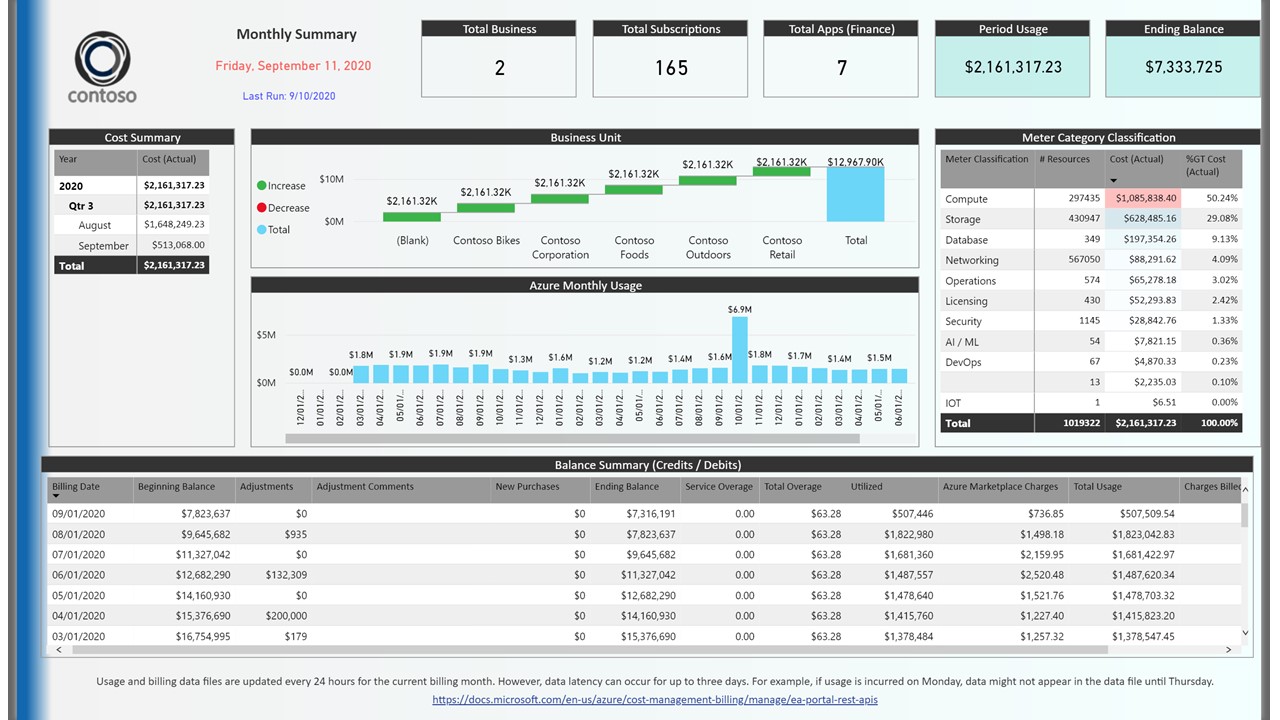 contoso
Monthly Summary
Friday, September 11, 2020
Last Run: 9/10/2020
Total Business
2
Total Subscriptions
165
Total Apps (Finance)
7
Period Usage
$2,161,317.23
Ending Balance
$7,333,725
Cost Summary
Year Cost (Actual)
2020 $2,161,317.23
Qtr 3 $2,161,317.23
August $1,648,249.23
September $513,068.00
Total $2,161,317.23
Business Unit
Increase
Decrease
Total
$10M
$0M
$2,161.32K $2,161.32K $2,161.32K $2,161.32K $2,161.32K $2,161.32K $12,967.90K
(Blank) Contoso Bikes Contoso Corporation Contoso Foods Contoso Outdoors Contoso Retail Total
Azure Monthly Usage
$5M
$0M
$0.0M $0.0M $1.8M $1.9M $1.9M $1.9M $1.3M $1.6M $1.2M $1.2M $1.4M $1.6M $6.9M $1.8M $1.7M $1.4M $1.5M
12/01/2... 01/01/2... 02/01/2... 03/01/2... 04/01/2... 05/01/... 06/01/2... 07/01/2... 08/01/2... 09/01/2... 10/01/2... 11/01/2... 12/01/2... 01/01/2... 02/01/2... 03/01/2... 04/01/2... 05/01/... 06/01/2... 07/01/2... 08/01/2... 09/01/2... 10/01/2... 11/01/2... 12/01/2... 01/01/2... 02/01/2... 03/01/2... 04/01/2... 05/01/... 06/01/2...
Meter Category Classification
Meter Classification # Resources Cost (Actual) %GT Cost (Actual)
Compute 297435 $1,085,838.40 50.24%
Storage 430947 $628,485.16 29.08%
Database 349 $197,354.26 9.13%
Networking 567050 $88,291.62 4.09%
Operations 574 $65,278.18 3.02%
Licensing 430 $52,293.83 2.42%
Security 1145 $28,842.76 1.33%
AI / ML 54 $7,821.15 0.36%
DevOps 67 $4,870.33 0.23%
13 $2,235.03 0.10%
IOT 1 $6.51 0.00%
Total 1019322 $2,161,317.23 100.00%
Balance Summary (Credits / Debits)
Billing Date Beginning Balance Adjustments Adjustment Comments New Purchases Ending Balance Service Overage Total Overage Utilized Azure Marketplace Charges Total Usage Charges Billed
09/01/2020 $7,823,637 $0 $0 $7,316,191 0.00 $63.28 $507,446 $736.85 $507,509.54
08/01/2020 $9,645,682 $935 $0 $7,823,637 0.00 $63.28 $1,822,980 $1,498.18 $1,823,042.83
07/01/2020 $11,327,042 $0 $0 $9,645,682 0.00 $63.28 $1,681,360 $2,159.95 $1,681,422.97
06/01/2020 $12,682,290 $132,309 $0 $11,327,042 0.00 $63.28 $1,487,557 $2,520.48 $1,487,620.34
05/01/2020 $14,160,930 $0 $0 $12,682,290 0.00 $63.28 $1,478,640 $1,521.76 $1,478,703.32
04/01/2020 $15,376,690 $200,000 $0 $14,160,930 0.00 $63.28 $1,415,760 $1,227.40 $1,415,823.20
03/01/2020 $16,754,995 $179 $0 $15,376,690 0.00 $63.28 $1,378,484 $1,257.32 $1,378,547.45
Usage and billing data files are updated every 24 hours for the current billing month. However, data latency can occur for up to three days. For example, if usage is incurred on Monday, data might not appear in the data file until Thursday.
https://docs.microsoft.com/en-us/azure/cost-management-billing/manage/ea-portal-rest-apis